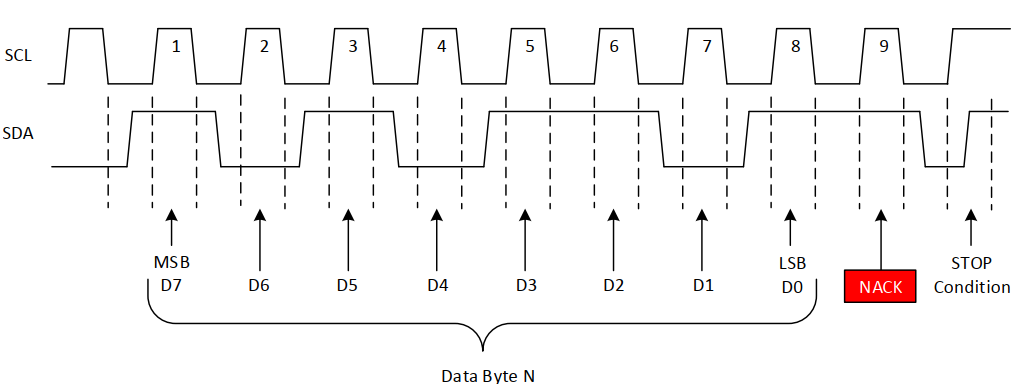 SCL 1 2 3 4 5 6 7 8 9
SDA
MSB LSB STOP
D7 D6 D5 D4 D3 D2 D1 D0 NACK Condition
Data Byte N